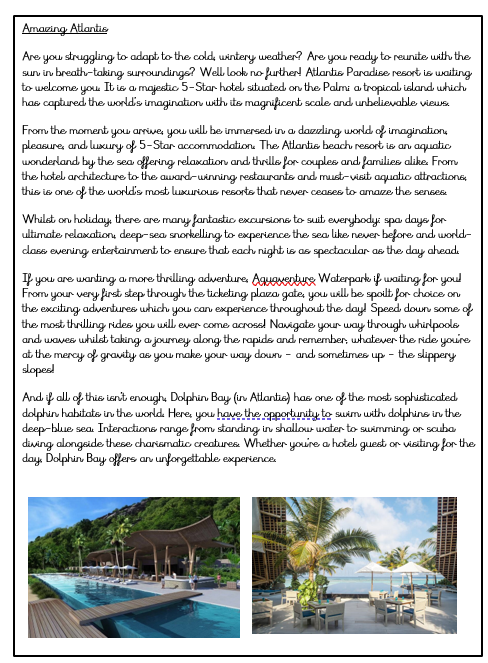 Amazing Atlantis
Are you struggling to adapt to the cold, wintery weather? Are you ready to reunite with the
sun in breath-taking surroundings? Well look no further! Atlantis Paradise resort is waiting
to welcome you. It is a majestic 5-Star hotel situated on the Palm: a tropical island which
has captured the world's imagination with its magnificent scale and unbelievable views.
From the moment you arrive, you will be immersed in a dazzling world of imagination,
pleasure, and luxury of 5-Star accommodation. The Atlantis beach resort is an aquatic
wonderland by the sea offering relaxation and thrills for couples and families alike. From
the hotel architecture to the award-winning restaurants and must-visit aquatic attractions,
this is one of the world's most luxurious resorts that never ceases to amaze the senses.
Whilst on holiday, there are many fantastic excursions to suit everybody: spa days for
ultimate relaxation, deep-sea snorkelling to experience the sea like never before and world-
class evening entertainment to ensure that each night is as spectacular as the day ahead.
If you are wanting a more thrilling adventure, Aquaventure Waterpark if waiting for you!
From your very first step through the ticketing plaza gate, you will be spoilt for choice on
the exciting adventures which you can experience throughout the day! Speed down some of
the most thrilling rides you will ever come across! Navigate your way through whirlpools
and waves whilst taking a journey along the rapids and remember, whatever the ride you're
at the mercy of gravity as you make your way down - and sometimes up - the slippery
slopes!
And if all of this isn't enough, Dolphin Bay (in Atlantis) has one of the most sophisticated
dolphin habitats in the world. Here, you have the opportunity to swim with dolphins in the
deep-blue sea. Interactions range from standing in shallow water to swimming or scuba
diving alongside these charismatic creatures. Whether you're a hotel guest or visiting for the
day, Dolphin Bay offers an unforgettable experience.